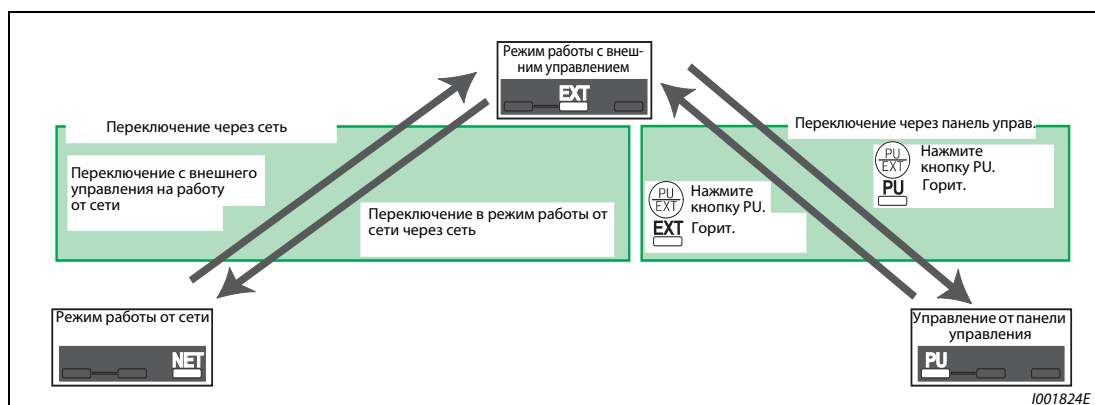 Режим работы с внеш-
ним управлением
EXT
Переключение через сеть
Переключение с внешнего
управления на работу
от сети
Переключение в режим работы от
сети через сеть
Переключение через панель управ.
PU
EXT
Нажмите
кнопку PU.
PU
Горит.
PU
EXT
Нажмите
кнопку PU.
EXT
Горит.
Режим работы от сети
NET
Управление от панели
управления
PU
I001824E